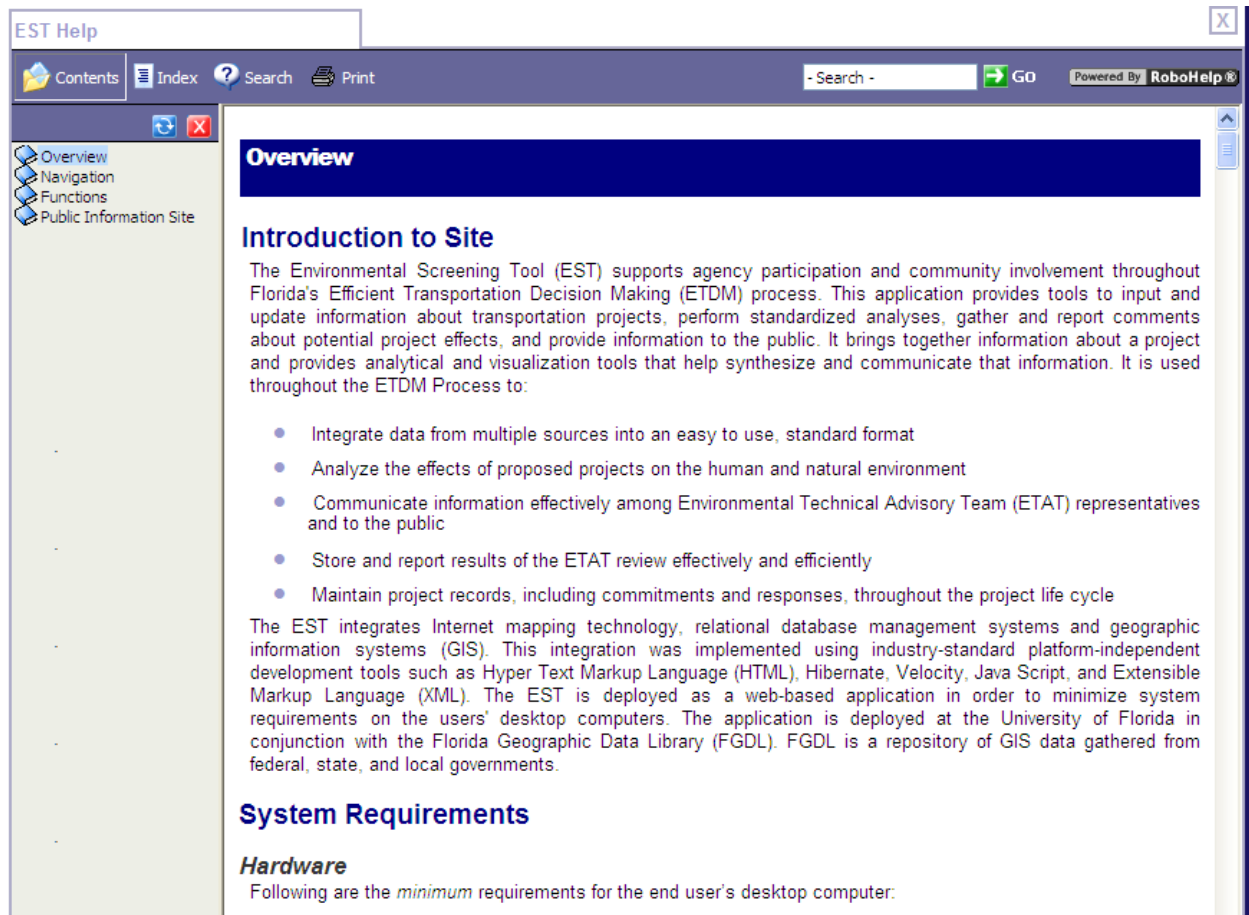 EST Help
X
Contents Index Search Print - Search - GO Powered By RoboHelp®
Overview
Navigation
Functions
Public Information Site
Overview
Introduction to Site
The Environmental Screening Tool (EST) supports agency participation and community involvement throughout
Florida's Efficient Transportation Decision Making (ETDM) process. This application provides tools to input and
update information about transportation projects, perform standardized analyses, gather and report comments
about potential project effects, and provide information to the public. It brings together information about a project
and provides analytical and visualization tools that help synthesize and communicate that information. It is used
throughout the ETDM Process to:
Integrate data from multiple sources into an easy to use, standard format
Analyze the effects of proposed projects on the human and natural environment
Communicate information effectively among Environmental Technical Advisory Team (ETAT) representatives
and to the public
Store and report results of the ETAT review effectively and efficiently
Maintain project records, including commitments and responses, throughout the project life cycle
The EST integrates Internet mapping technology, relational database management systems and geographic
information systems (GIS). This integration was implemented using industry-standard platform-independent
development tools such as Hyper Text Markup Language (HTML), Hibernate, Velocity, Java Script, and Extensible
Markup Language (XML). The EST is deployed as a web-based application in order to minimize system
requirements on the users' desktop computers. The application is deployed at the University of Florida in
conjunction with the Florida Geographic Data Library (FGDL). FGDL is a repository of GIS data gathered from
federal, state, and local governments.
System Requirements
Hardware
Following are the minimum requirements for the end user's desktop computer: